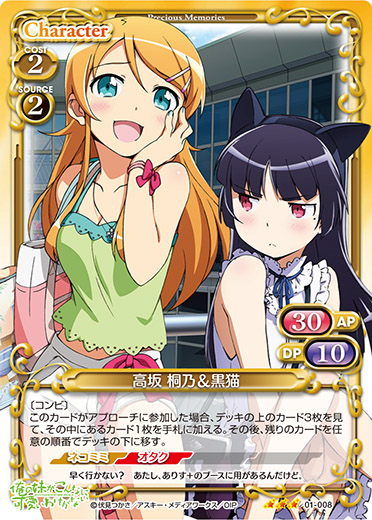 Precious Memories
Character
COST
2
SOURCE
2
30 AP
DP 10
高坂 桐乃＆黒猫
〔コンビ〕
このカードがアプローチに参加した場合、デッキの上のカード3枚を見
て、その中にあるカード1枚を手札に加える。その後、残りのカードを任
意の順番でデッキの下に移す。
ネコミミ オタク
早く行かない？ あたし、ありす+のブースに用があるんだけど。
俺の妹がこんなに
可愛いわけがない
©伏見つかさ／アスキー・メディアワークス／OIP
★★★ 01-008